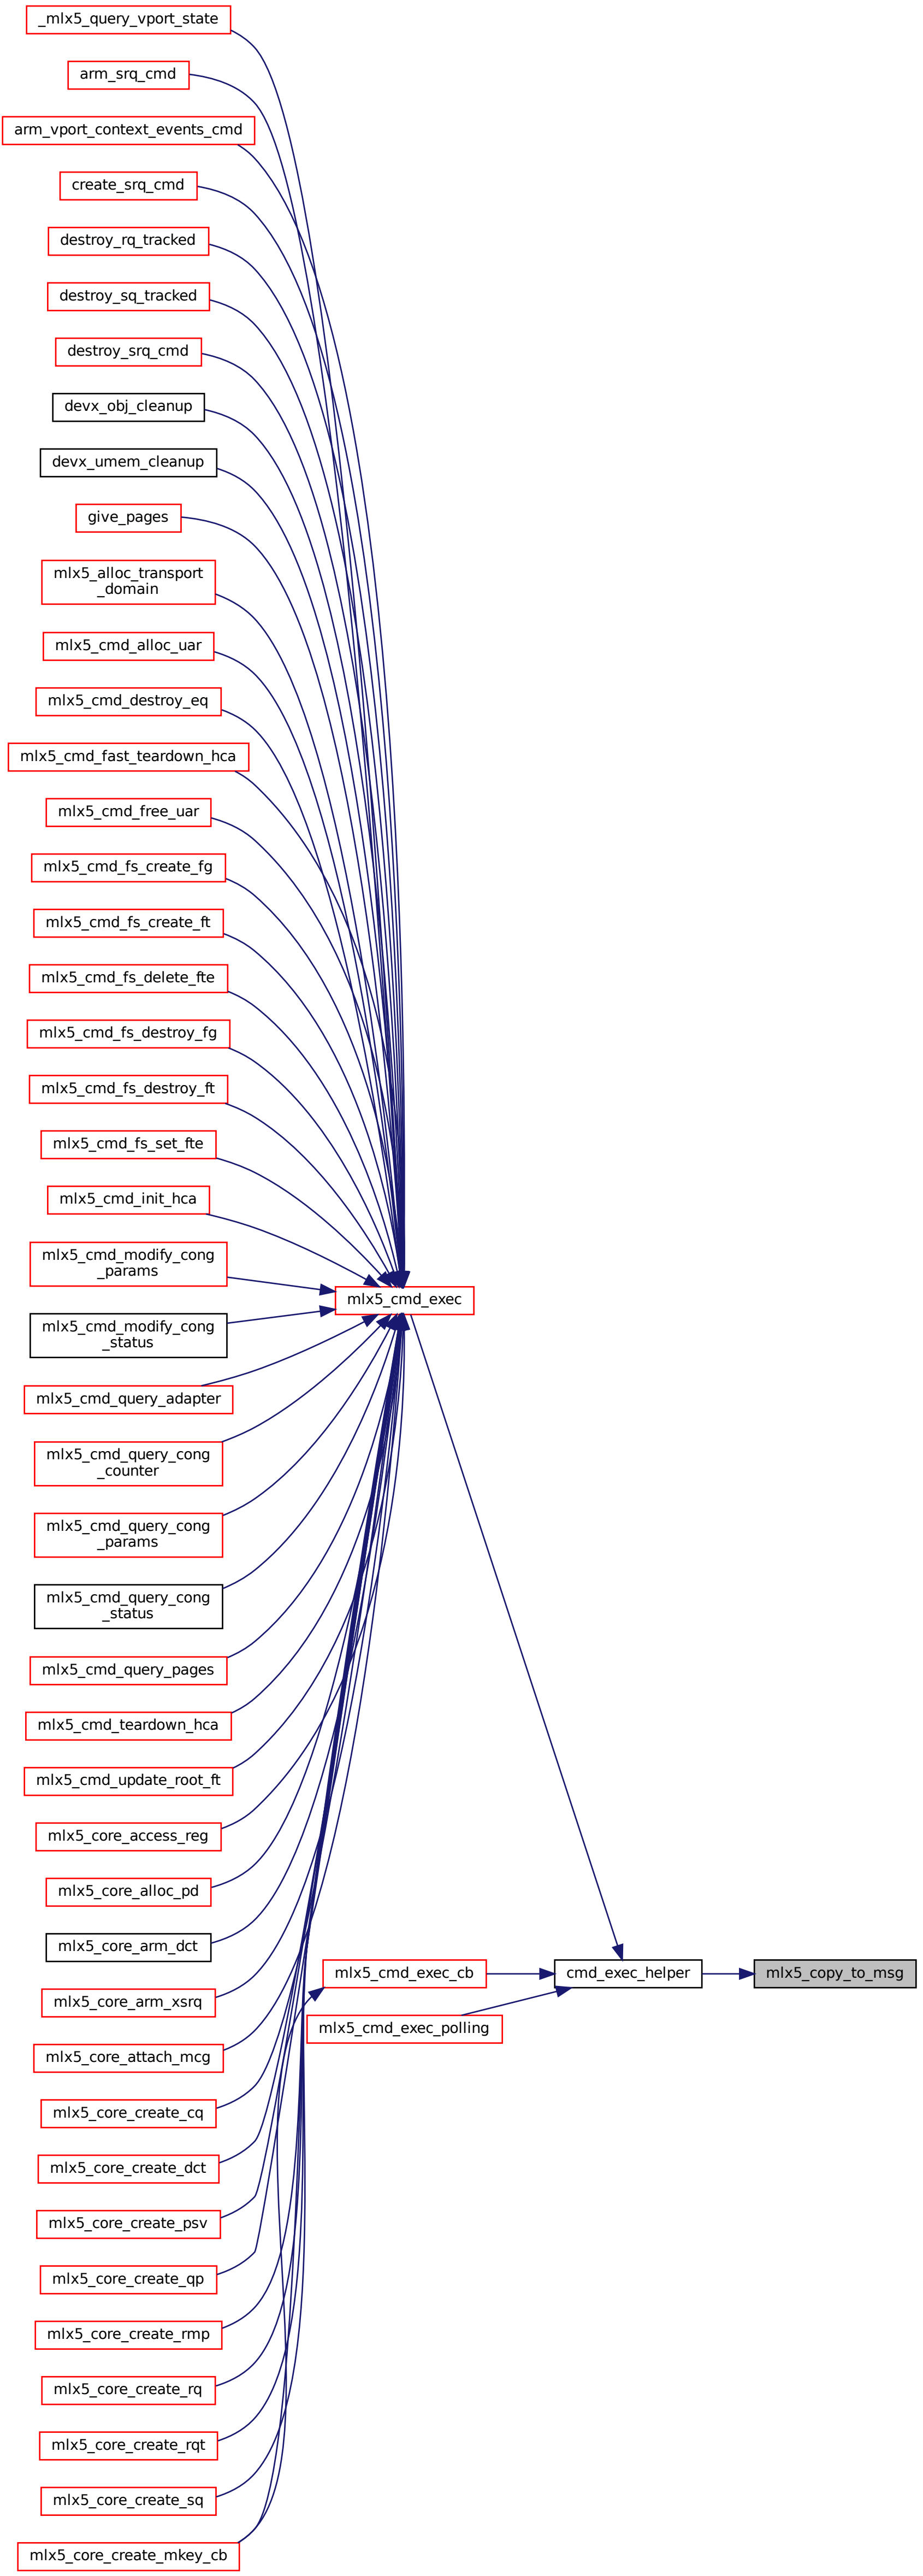 _mlx5_query_vport_state
arm_srq_cmd
arm_vport_context_events_cmd
create_srq_cmd
destroy_rq_tracked
destroy_sq_tracked
destroy_srq_cmd
devx_obj_cleanup
devx_umem_cleanup
give_pages
mlx5_alloc_transport
_domain
mlx5_cmd_alloc_uar
mlx5_cmd_destroy_eq
mlx5_cmd_fast_teardown_hca
mlx5_cmd_free_uar
mlx5_cmd_fs_create_fg
mlx5_cmd_fs_create_ft
mlx5_cmd_fs_delete_fte
mlx5_cmd_fs_destroy_fg
mlx5_cmd_fs_destroy_ft
mlx5_cmd_fs_set_fte
mlx5_cmd_init_hca
mlx5_cmd_modify_cong
_params
mlx5_cmd_exec
mlx5_cmd_modify_cong
_status
mlx5_cmd_query_adapter
mlx5_cmd_query_cong
_counter
mlx5_cmd_query_cong
_params
mlx5_cmd_query_cong
_status
mlx5_cmd_query_pages
mlx5_cmd_teardown_hca
mlx5_cmd_update_root_ft
mlx5_core_access_reg
mlx5_core_alloc_pd
mlx5_core_arm_dct
mlx5_cmd_exec_cb
cmd_exec_helper
mlx5_copy_to_msg
mlx5_core_arm_xsrq
mlx5_cmd_exec_polling
mlx5_core_attach_mcg
mlx5_core_create_cq
mlx5_core_create_dct
mlx5_core_create_psv
mlx5_core_create_qp
mlx5_core_create_rmp
mlx5_core_create_rq
mlx5_core_create_rqt
mlx5_core_create_sq
mlx5_core_create_mkey_cb